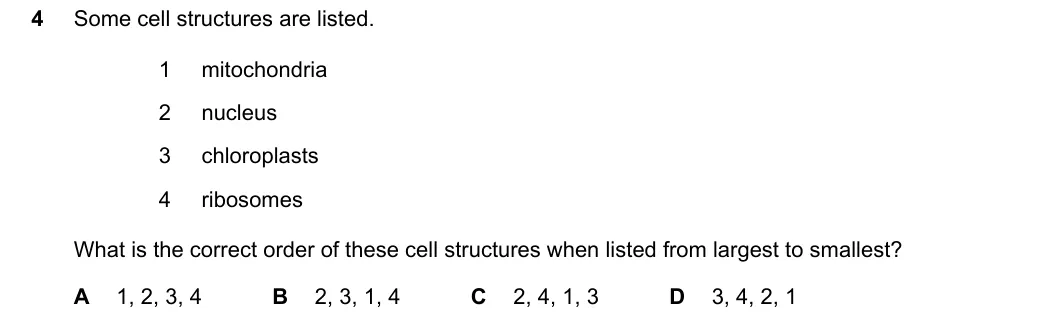 4 Some cell structures are listed.
1 mitochondria
2 nucleus
3 chloroplasts
4 ribosomes
What is the correct order of these cell structures when listed from largest to smallest?
A 1, 2, 3, 4 B 2, 3, 1, 4 C 2, 4, 1, 3 D 3, 4, 2, 1